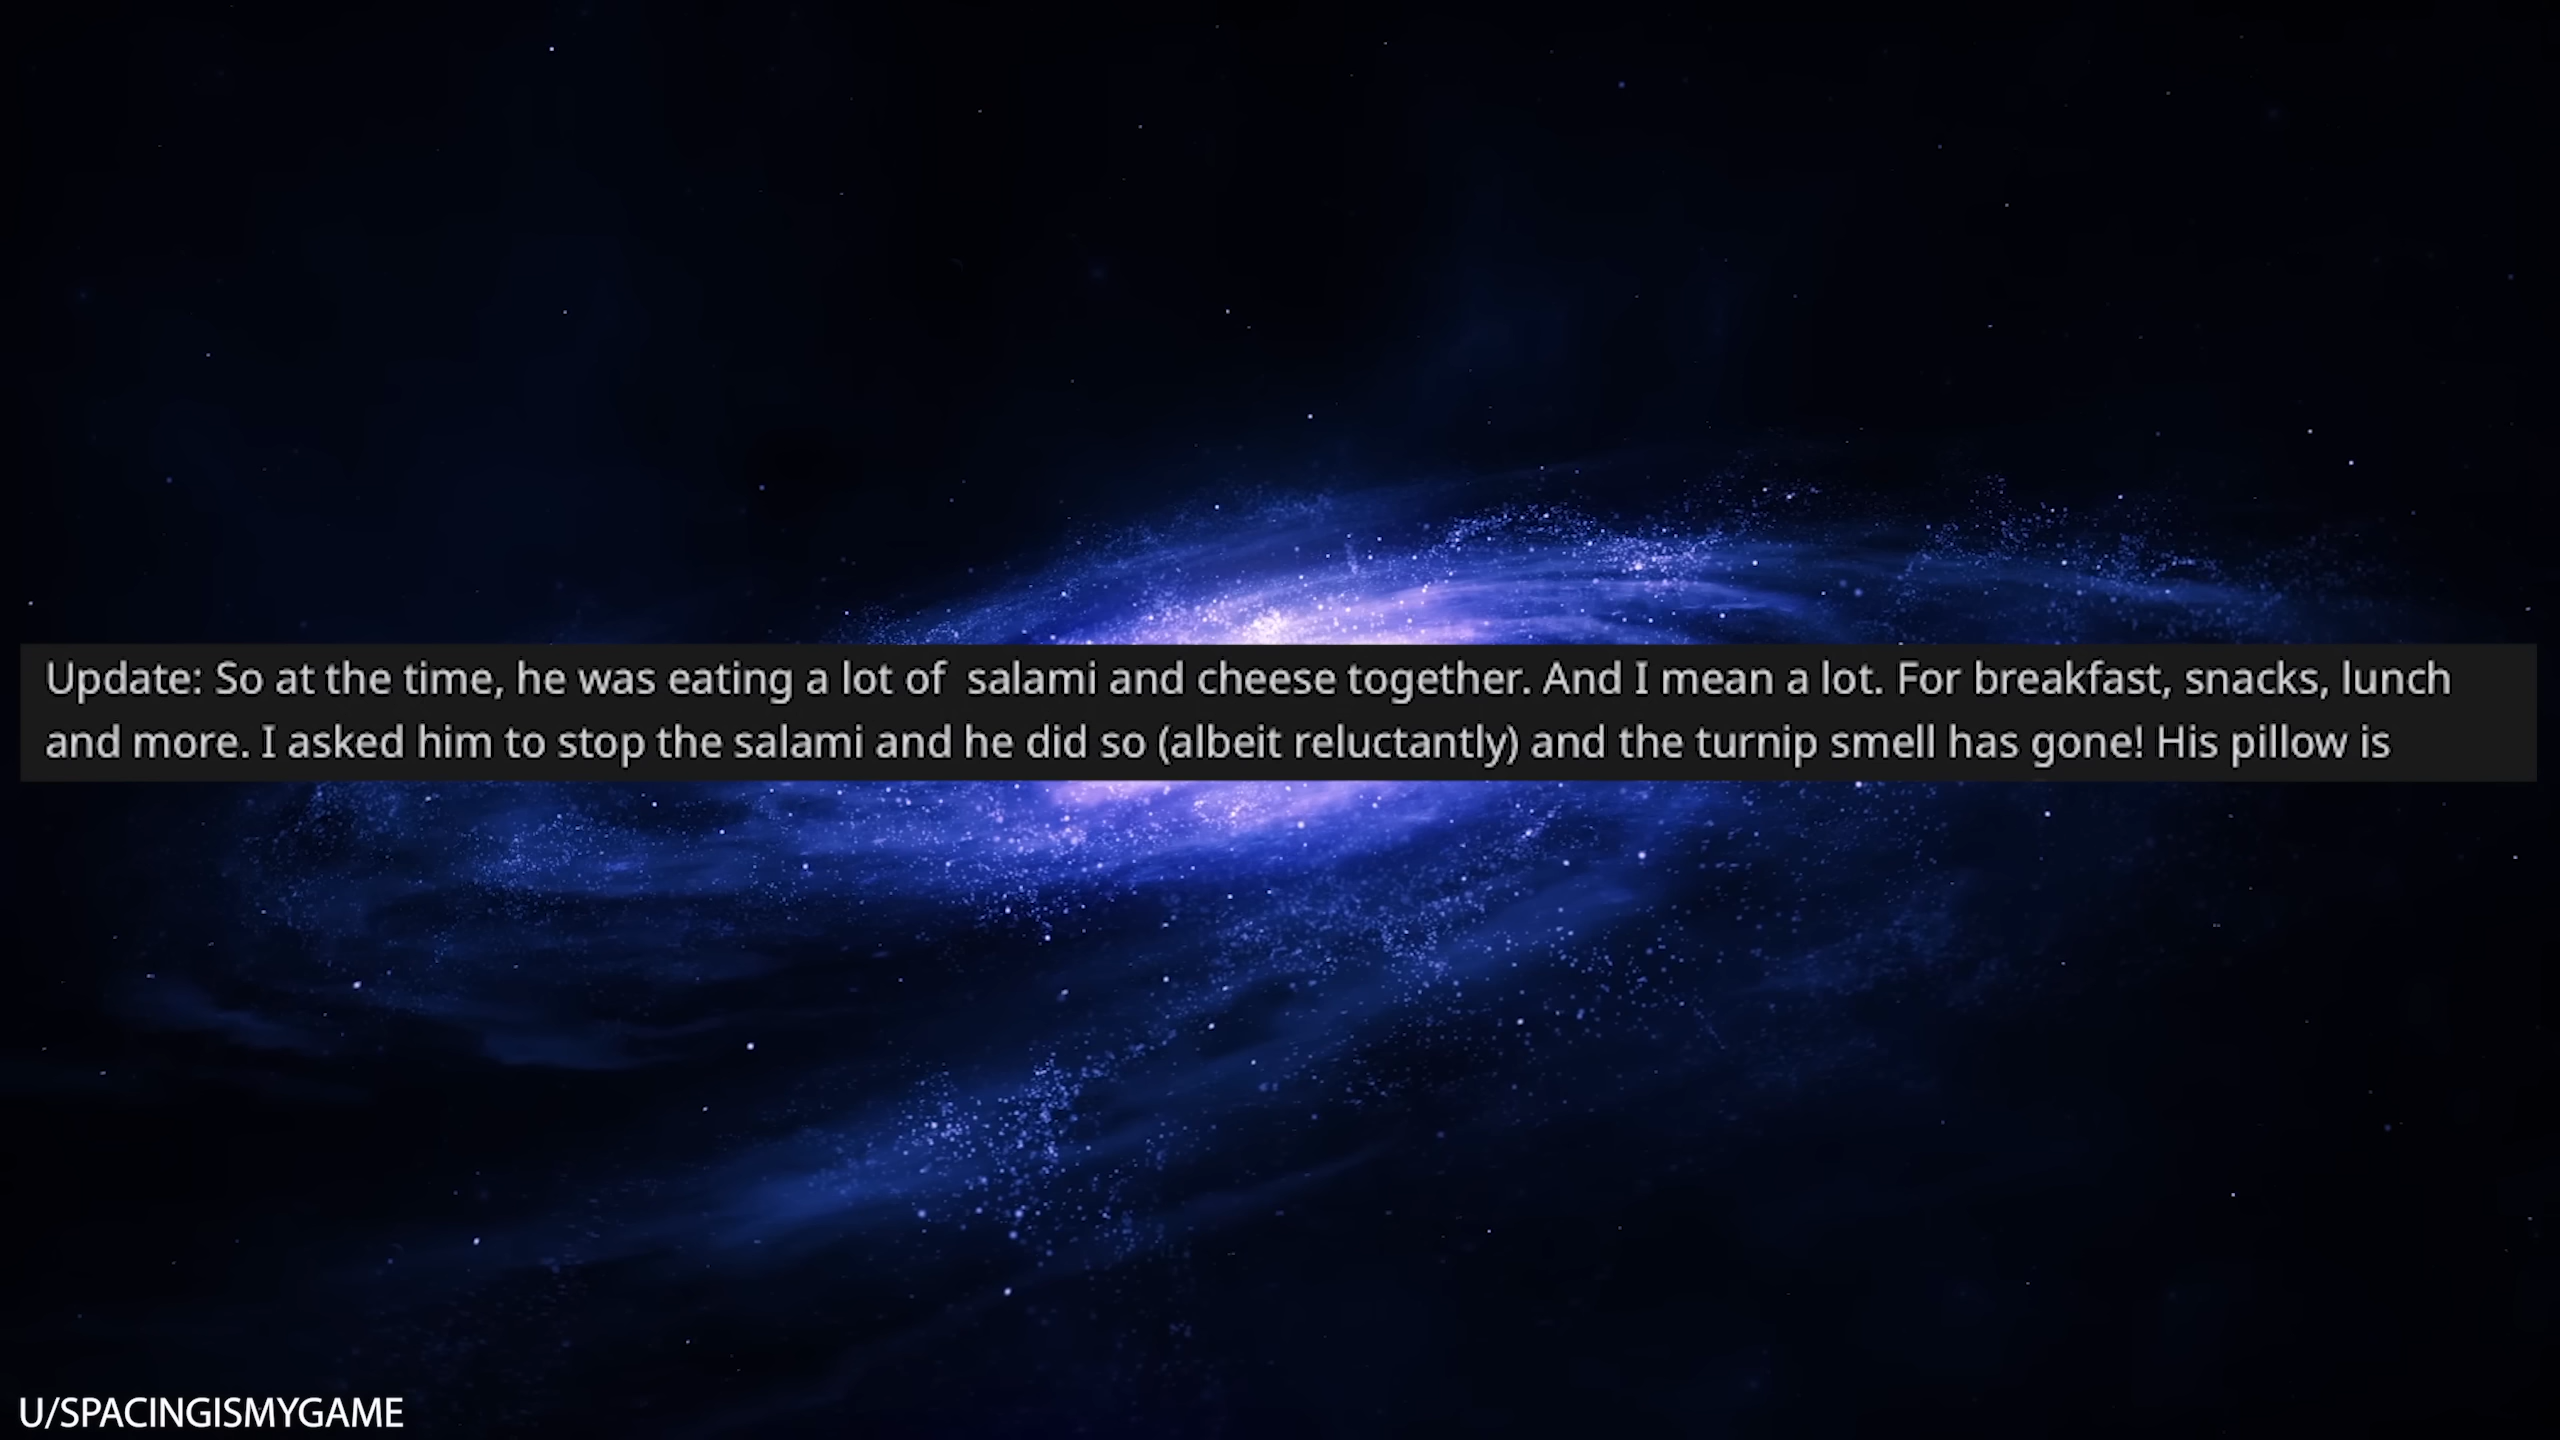 Update: So at the time, he was eating a lot of  salami and cheese together. And I mean a lot. For breakfast, snacks, lunch
and more. I asked him to stop the salami and he did so (albeit reluctantly) and the turnip smell has gone! His pillow is
U/SPACINGISMYGAME